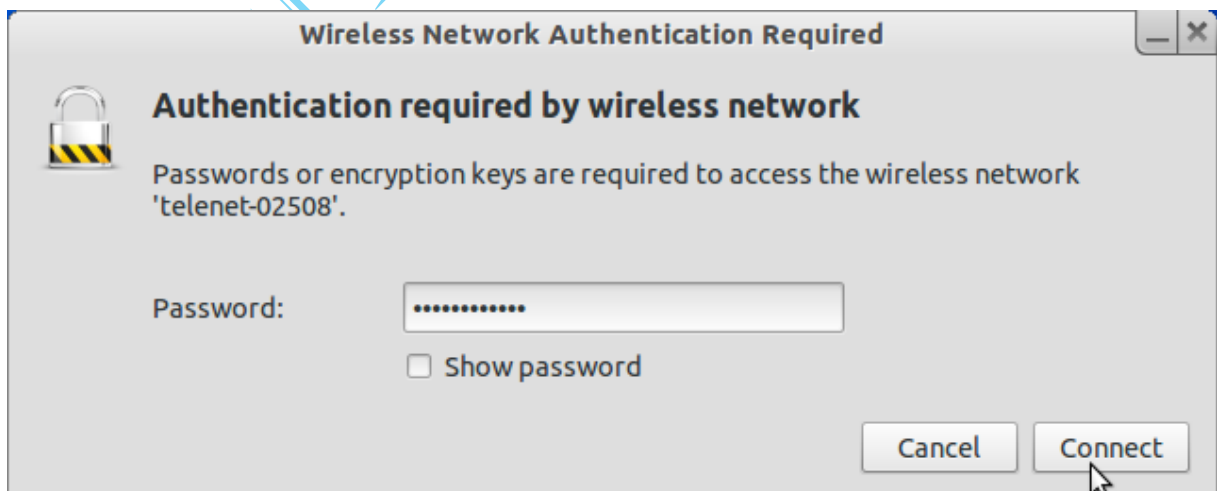 Wireless Network Authentication Required
Authentication required by wireless network
Passwords or encryption keys are required to access the wireless network
'telenet-02508'.
Password: ••••••••••••
Show password
Cancel Connect